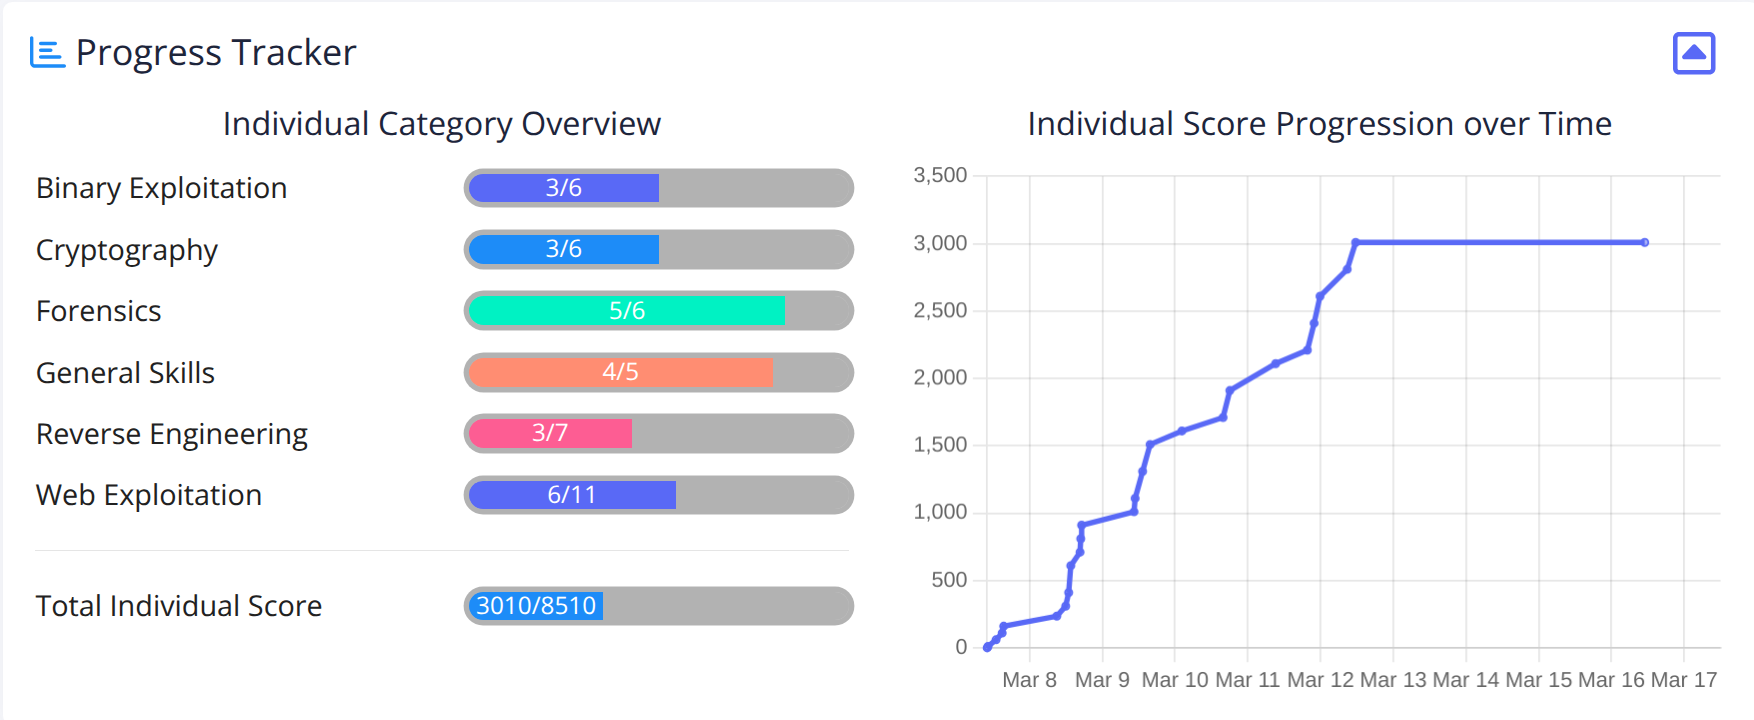 Progress Tracker
Individual Category Overview
Binary Exploitation 3/6
Cryptography 3/6
Forensics 5/6
General Skills 4/5
Reverse Engineering 3/7
Web Exploitation 6/11
Total Individual Score 3010/8510
Individual Score Progression over Time
3,500
3,000
2,500
2,000
1,500
1,000
500
0
Mar 8 Mar 9 Mar 10 Mar 11 Mar 12 Mar 13 Mar 14 Mar 15 Mar 16 Mar 17